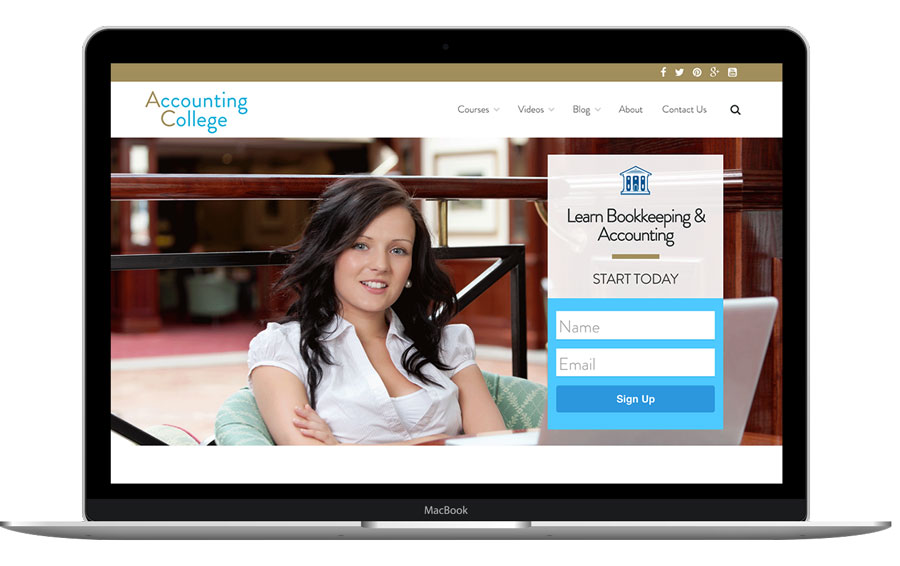 Accounting
College
Courses
Videos
Blog
About
Contact Us
Learn Bookkeeping &
Accounting
START TODAY
Name
Email
Sign Up
MacBook